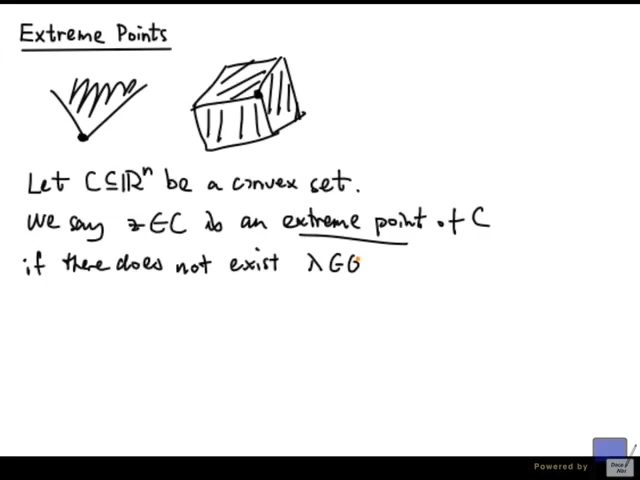 Extreme Points
Let C⊆ℝⁿ be a convex set.
We say z∈C is an extreme point of C
if there does not exist λ∈
Powered by